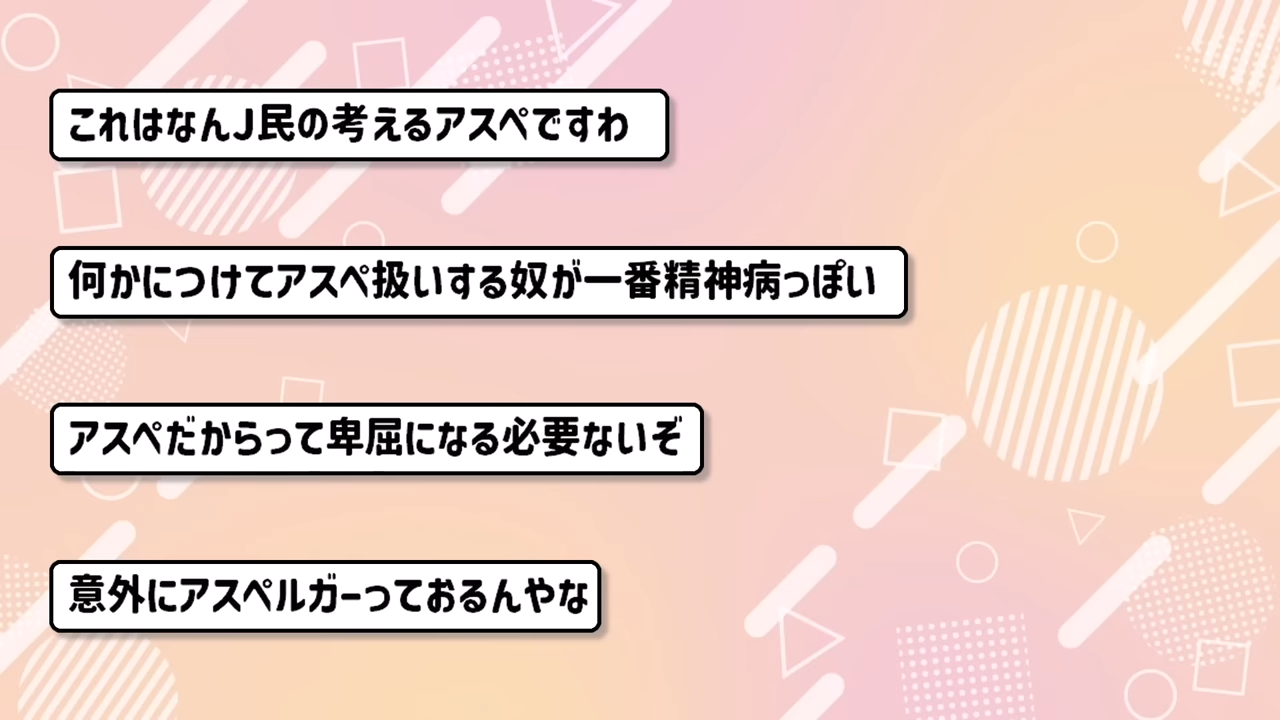 これはなんJ民の考えるアスペですわ
何かにつけてアスペ扱いする奴が一番精神病っぽい
アスペだからって卑屈になる必要ないぞ
意外にアスペルガーっておるんやな